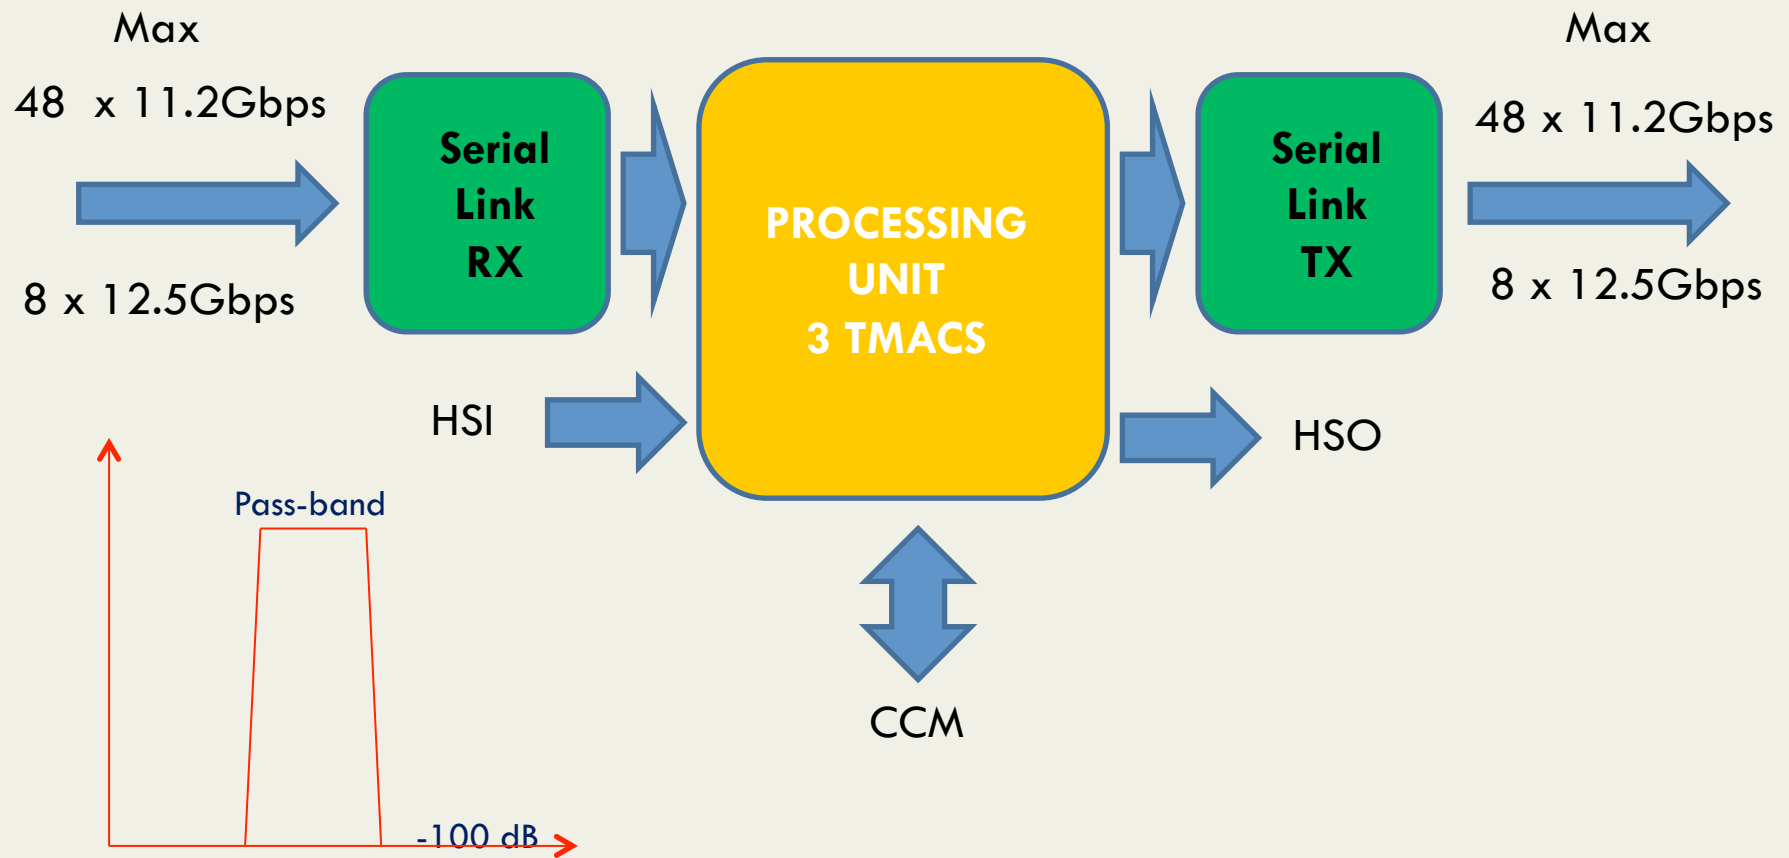 Max
48 x 11.2Gbps
8 x 12.5Gbps
Serial
Link
RX
PROCESSING
UNIT
3 TMACS
Serial
Link
TX
Max
48 x 11.2Gbps
8 x 12.5Gbps
HSI
HSO
CCM
Pass-band
-100 dB